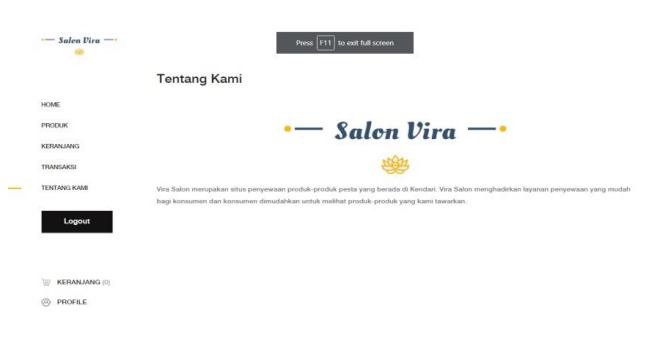 Salon Vira
Press F11 to exit full screen
Tentang Kami
HOME
PRODUK
KERANJANG
TRANSAKSI
TENTANG KAMI
Logout
KERANJANG (0)
PROFILE
Salon Vira
Vira Salon merupakan situs penyewaan produk-produk pesta yang berada di Kendari. Vira Salon menghadirkan layanan penyewaan yang mudah
bagi konsumen dan konsumen dimudahkan untuk melihat produk-produk yang kami tawarkan.